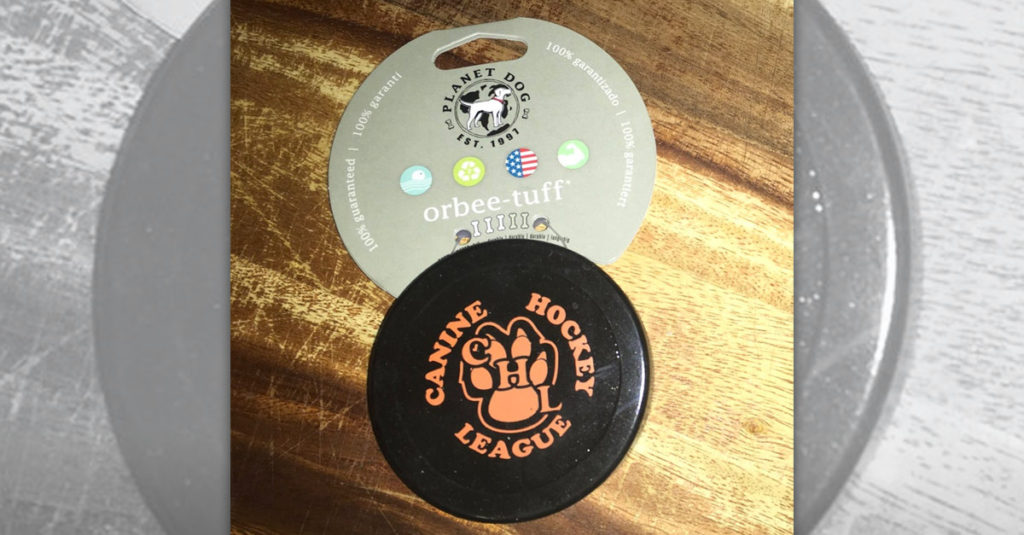 PLANET DOG
EST. 1997
100% guaranteed | 100% garanti
100% garantizado | 100% garantiert
orbee-tuff
CANINE HOCKEY LEAGUE
CHL